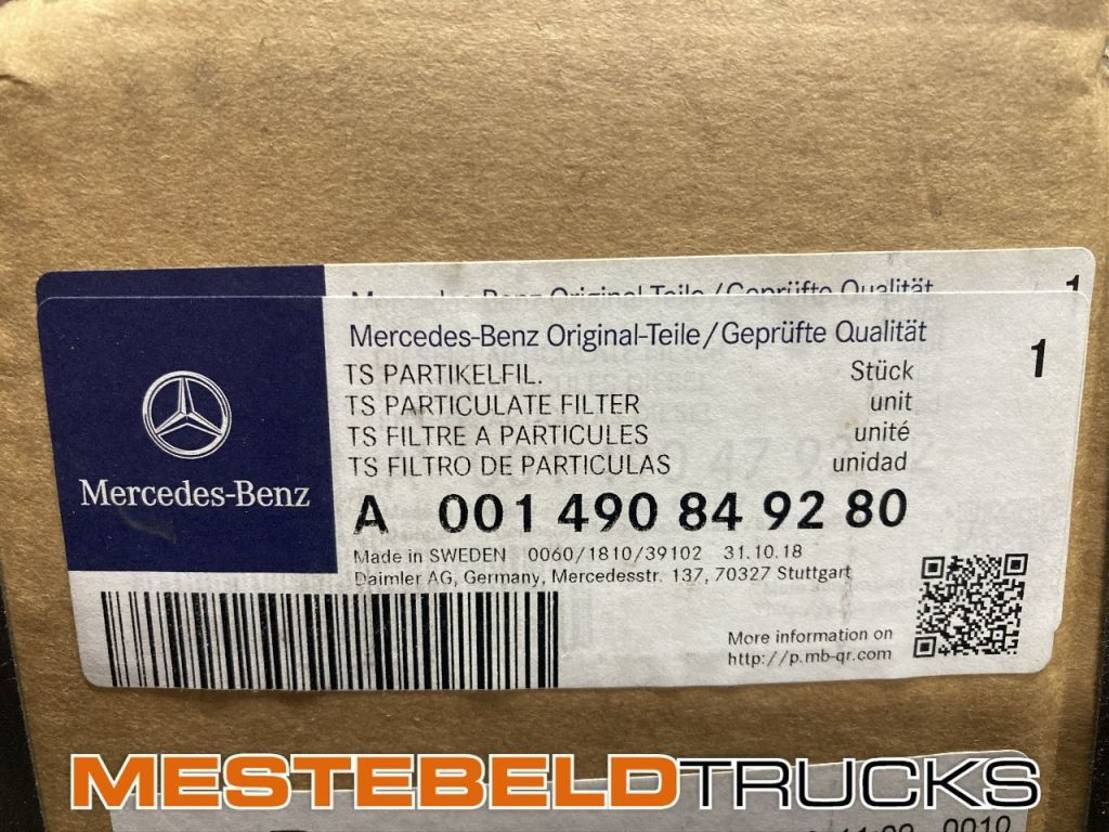 Mercedes-Benz Original-Teile/Geprüfte Qualität
1
Mercedes-Benz Original-Teile/Geprüfte Qualität
1
TS PARTIKELFIL. Stück
TS PARTICULATE FILTER unit
TS FILTRE A PARTICULES unité
TS FILTRO DE PARTICULAS unidad
Mercedes-Benz
A 001 490 84 92 80
Made in SWEDEN 0060/1810/39102 31.10.18
Daimler AG, Germany, Mercedesstr. 137, 70327 Stuttgart
More information on
http://p.mb-qr.com
MESTEBELDTRUCKS
0010